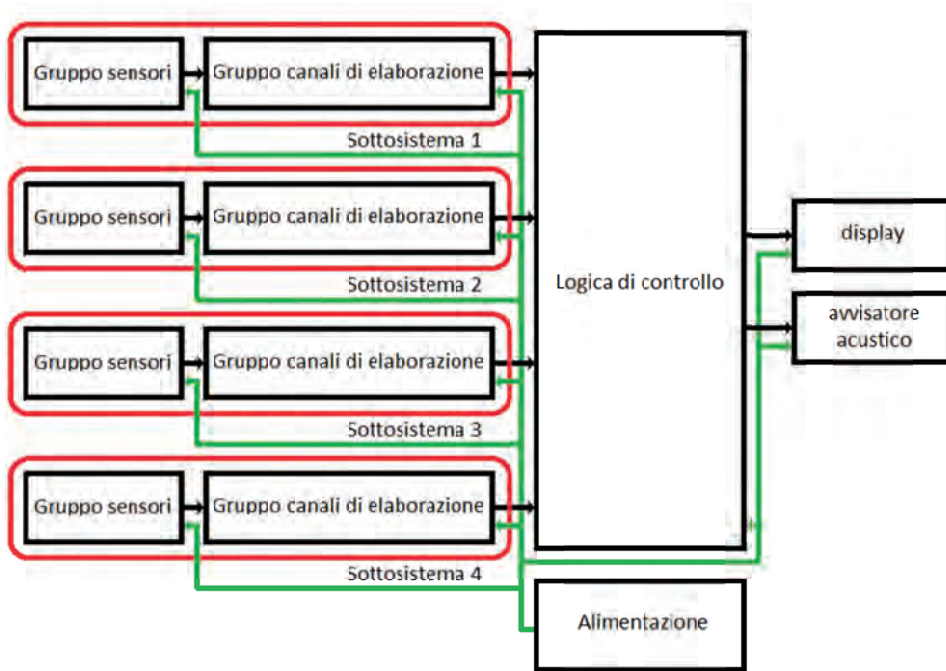 Gruppo sensori
Gruppo canali di elaborazione
Sottosistema 1
Gruppo sensori
Gruppo canali di elaborazione
Sottosistema 2
Gruppo sensori
Gruppo canali di elaborazione
Sottosistema 3
Gruppo sensori
Gruppo canali di elaborazione
Sottosistema 4
Logica di controllo
display
avvisatore
acustico
Alimentazione